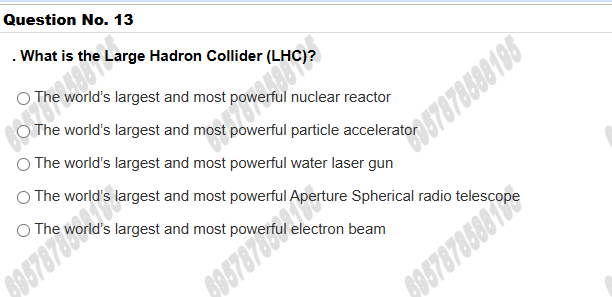 Question No. 13
. What is the Large Hadron Collider (LHC)?
The world's largest and most powerful nuclear reactor
The world's largest and most powerful particle accelerator
The world's largest and most powerful water laser gun
The world's largest and most powerful Aperture Spherical radio telescope
The world's largest and most powerful electron beam